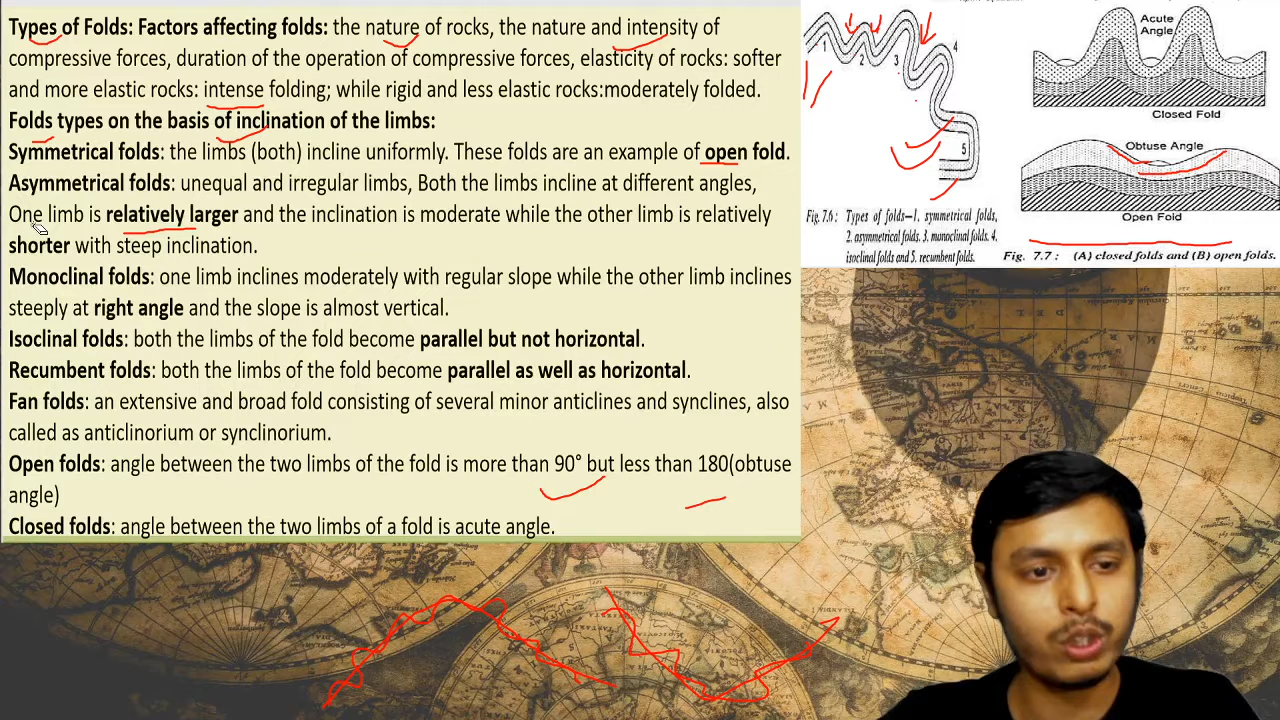 Types of Folds: Factors affecting folds: the nature of rocks, the nature and intensity of
compressive forces, duration of the operation of compressive forces, elasticity of rocks: softer
and more elastic rocks: intense folding; while rigid and less elastic rocks:moderately folded.
Folds types on the basis of inclination of the limbs:
Symmetrical folds: the limbs (both) incline uniformly. These folds are an example of open fold.
Asymmetrical folds: unequal and irregular limbs, Both the limbs incline at different angles,
One limb is relatively larger and the inclination is moderate while the other limb is relatively
shorter with steep inclination.
Monoclinal folds: one limb inclines moderately with regular slope while the other limb inclines
steeply at right angle and the slope is almost vertical.
Isoclinal folds: both the limbs of the fold become parallel but not horizontal.
Recumbent folds: both the limbs of the fold become parallel as well as horizontal.
Fan folds: an extensive and broad fold consisting of several minor anticlines and synclines, also
called as anticlinorium or synclinorium.
Open folds: angle between the two limbs of the fold is more than 90° but less than 180(obtuse
angle)
Closed folds: angle between the two limbs of a fold is acute angle.
1
2
3
4
5
Fig. 7.6: Types of folds—1. symmetrical folds,
2. asymmetrical folds. 3. monoclinal folds. 4.
isoclinal folds and 5. recumbent folds.
Acute
Angle
Closed Fold
Obtuse Angle
Open Fold
Fig. 7.7 : (A) closed folds and (B) open folds.